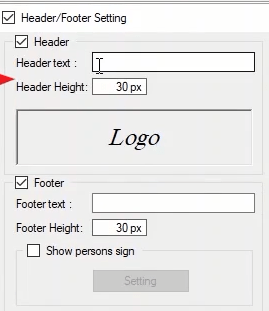 Header/Footer Setting
Header
Header text :
Header Height: 30 px
Logo
Footer
Footer text :
Footer Height: 30 px
Show persons sign
Setting